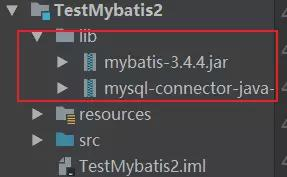 TestMybatis2
lib
mybatis-3.4.4.jar
mysql-connector-java-
resources
src
TestMybatis2.iml